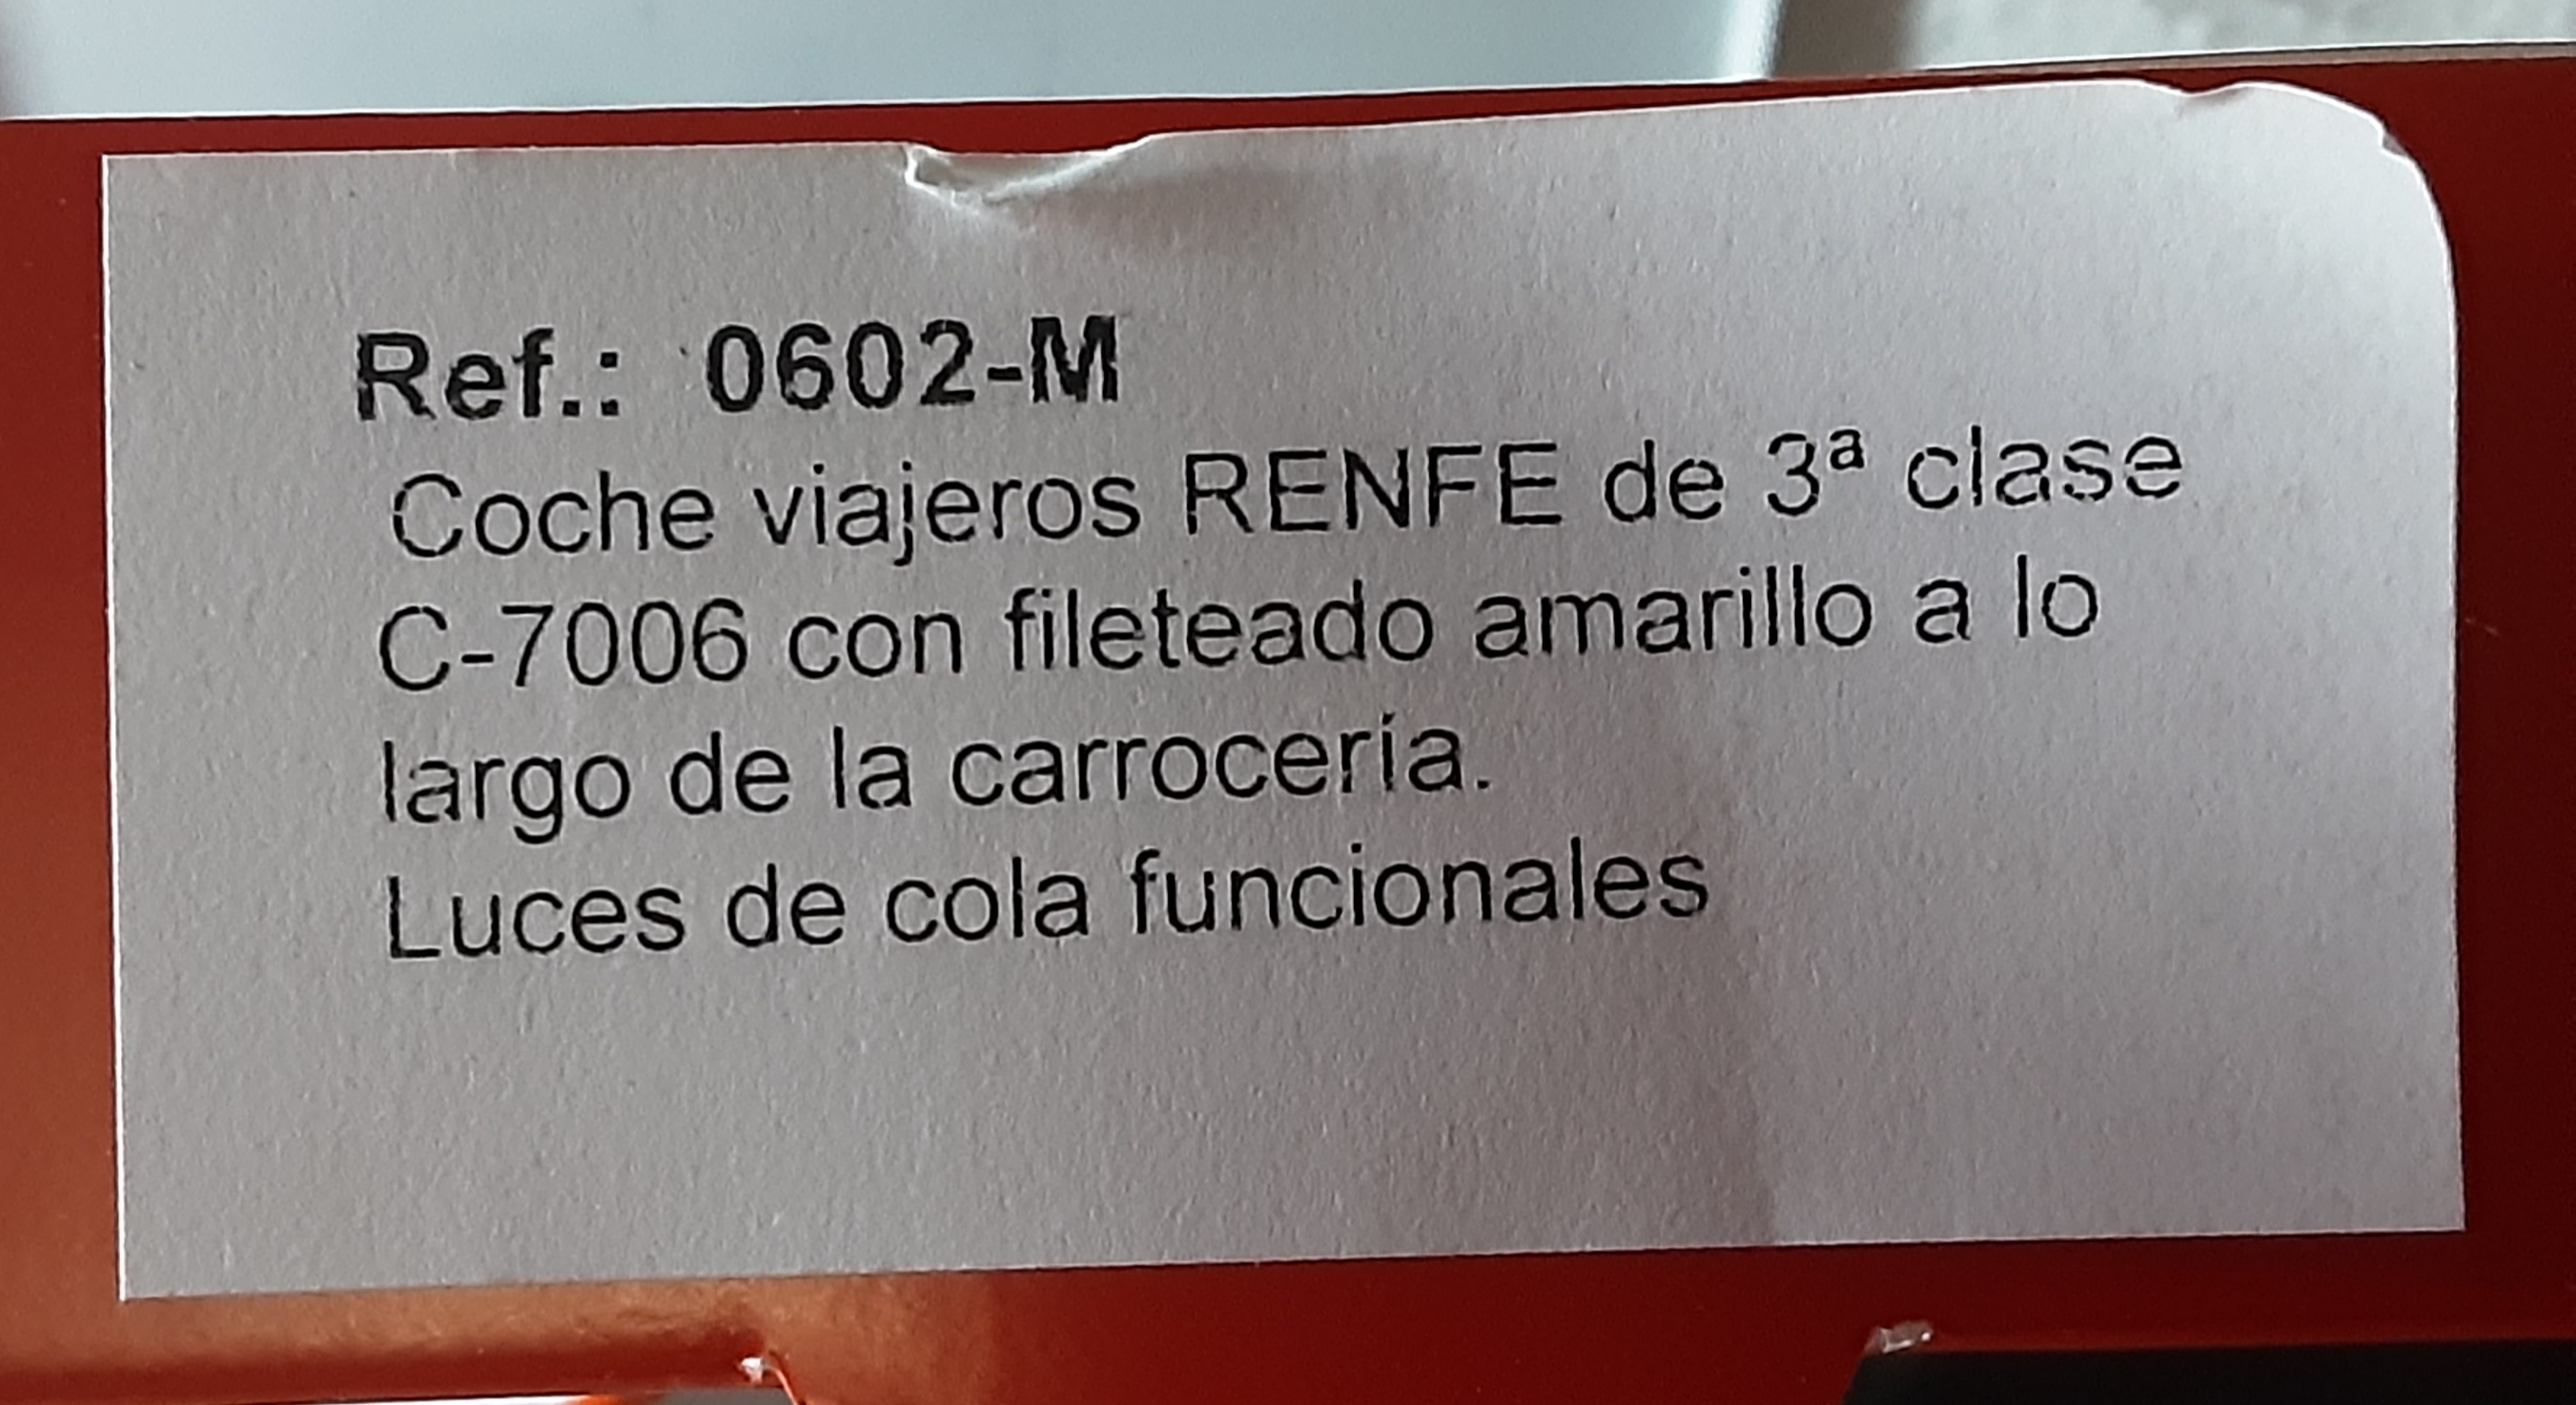 Ref.: 0602-M
Coche viajeros RENFE de 3ª clase
C-7006 con fileteado amarillo a lo
largo de la carrocería.
Luces de cola funcionales